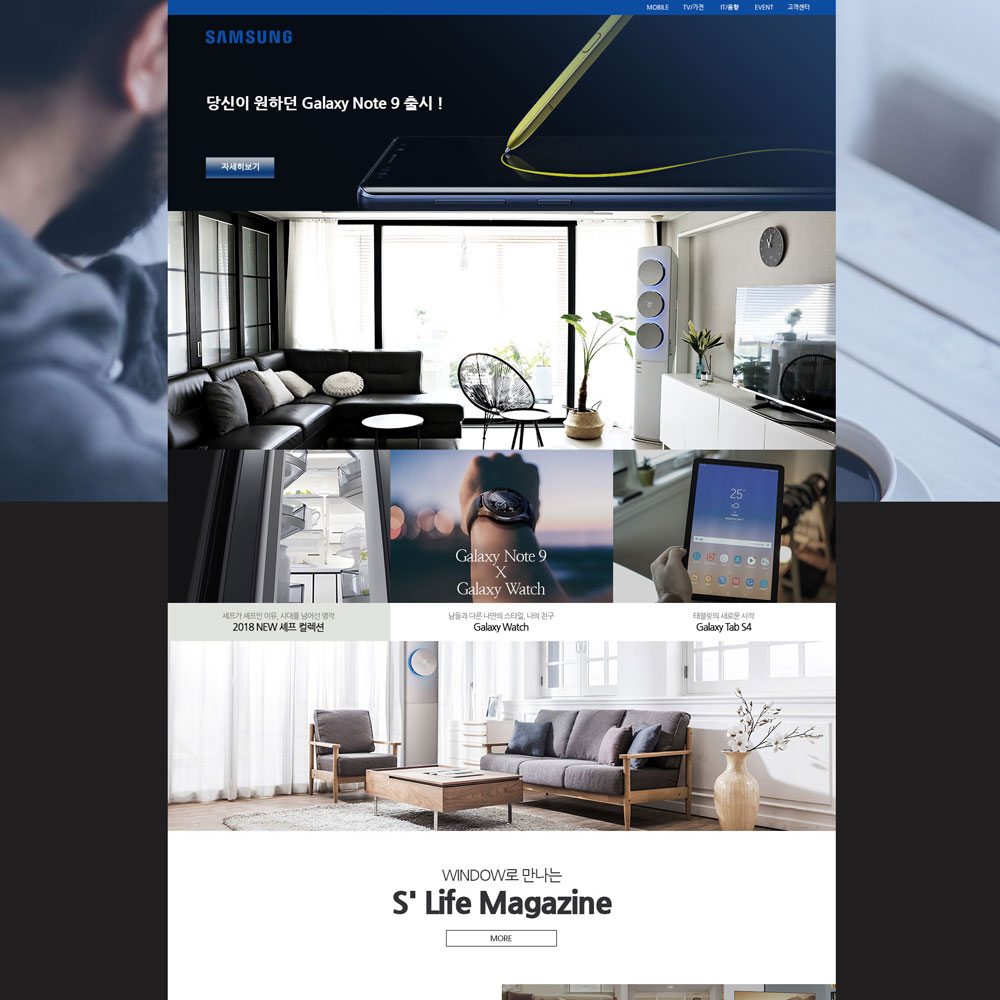 MOBILE TV/가전 IT/음향 EVENT 고객센터
SAMSUNG
당신이 원하던 Galaxy Note 9 출시 !
자세히보기
Galaxy Note 9
X
Galaxy Watch
25°
셰프가 셰프인 이유, 시대를 넘어선 명작
2018 NEW 셰프 컬렉션
남들과 다른 나만의 스타일, 나의 친구
Galaxy Watch
태블릿의 새로운 시작
Galaxy Tab S4
WINDOW로 만나는
S' Life Magazine
MORE